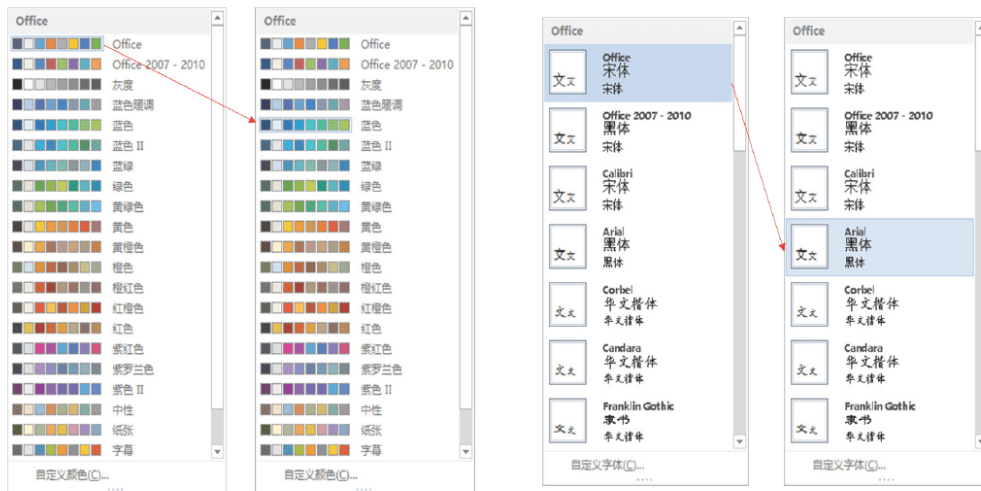 Office
Office
Office 2007 - 2010
灰度
蓝色暖调
蓝色
蓝色 II
蓝绿
绿色
黄绿色
黄色
黄橙色
橙色
橙红色
红橙色
红色
紫红色
紫罗兰色
紫色 II
中性
纸张
字幕
自定义颜色(C)...
Office
Office
Office 2007 - 2010
灰度
蓝色暖调
蓝色
蓝色 II
蓝绿
绿色
黄绿色
黄色
黄橙色
橙色
橙红色
红橙色
红色
紫红色
紫罗兰色
紫色 II
中性
纸张
字幕
自定义颜色(C)...
Office
文文
Office
宋体
宋体
文文
Office 2007 - 2010
黑体
宋体
文文
Calibri
宋体
宋体
文文
Arial
黑体
黑体
文文
Corbel
华文楷体
华文楷体
文文
Candara
华文楷体
华文楷体
文文
Franklin Gothic
隶书
华文楷体
自定义字体(C)...
Office
文文
Office
宋体
宋体
文文
Office 2007 - 2010
黑体
宋体
文文
Calibri
宋体
宋体
文文
Arial
黑体
黑体
文文
Corbel
华文楷体
华文楷体
文文
Candara
华文楷体
华文楷体
文文
Franklin Gothic
隶书
华文楷体
自定义字体(C)...